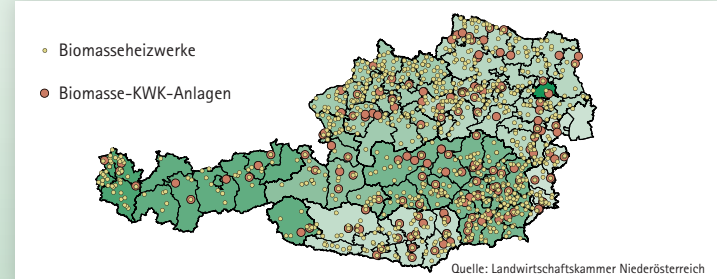 Biomasseheizwerke
Biomasse-KWK-Anlagen
Quelle: Landwirtschaftskammer Niederösterreich